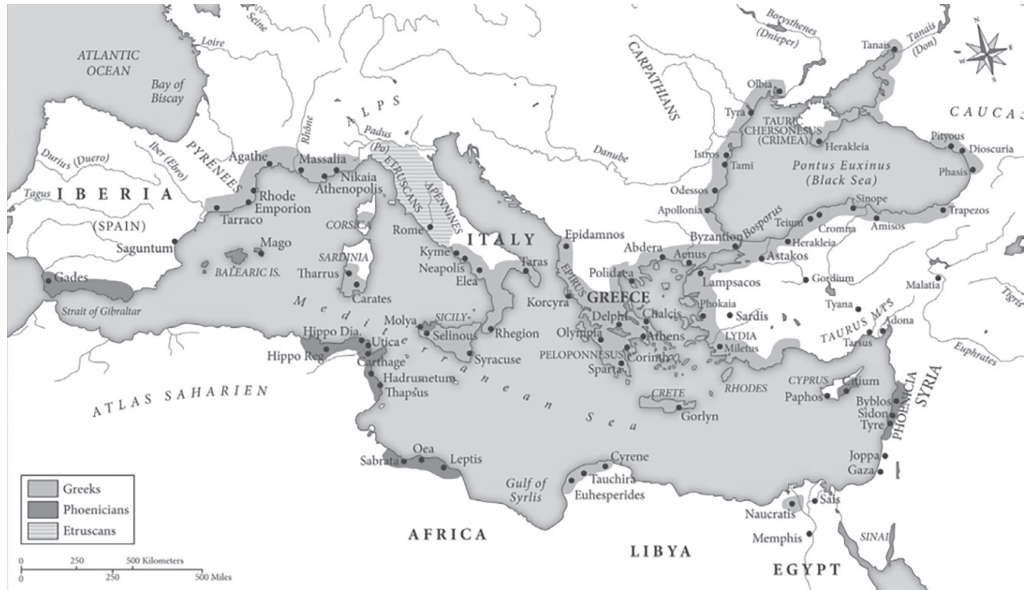 ATLANTIC
OCEAN
Bay of
Biscay
Seine
Loire
Rhône
ALPS
Padus
(Po)
CARPATHIANS
Borysthenes
(Dnieper)
Tanais
(Don)
Tanais
CAUCAS
Olbia
Tyra
TAURIC
CHERSONESUS
(CRIMEA)
Herakleia
Pityous
Dioscuria
Phasis
Pontus Euxinus
(Black Sea)
Danube
Istros
Tami
Odessos
Apollonia
Sinope
Teium
Cromna
Amisos
Trapezos
Bosporus
Byzantion
Herakleia
Astakos
Durius (Duero)
Iber (Ebro)
PYRENEES
Tagus
IBERIA
(SPAIN)
Agathe
Massalia
Nikaia
Athenopolis
Rhode
Emporion
Tarraco
Saguntum
Gades
Strait of Gibraltar
Mago
BALEARIC IS.
ETRUSCANS
APENNINES
CORSICA
Rome
ITALY
SARDINIA
Tharrus
Carates
Kyme
Neapolis
Elea
Taras
Epidamnos
EPIRUS
Korcyra
Abdera
Aenus
Polidaea
GREECE
Lampsacos
Gordium
Malatia
Tyana
Phokaia
Sardis
LYDIA
Miletus
Delphi
Chalcis
Olympia
Athens
PELOPONNESUS
Corinth
Sparta
TAURUS MTS
Adona
Tarsus
Tigris
Euphrates
Molya
SICILY
Selinous
Rhegion
Syracuse
Mediterranean Sea
Hippo Dia.
Utica
Hippo Reg.
Carthage
Hadrumetum
Thapsus
ATLAS SAHARIEN
CRETE
Gorlyn
RHODES
CYPRUS
Citium
Paphos
Byblos
Sidon
Tyre
PHOENICIA
SYRIA
Joppa
Gaza
Sabrata
Oea
Leptis
Gulf of
Syrlis
Cyrene
Tauchira
Euhesperides
Naucratis
Sais
Memphis
SINAI
AFRICA
LIBYA
EGYPT
Greeks
Phoenicians
Etruscans
0 250 500 Kilometers
0 250 500 Miles
N
E
S
W